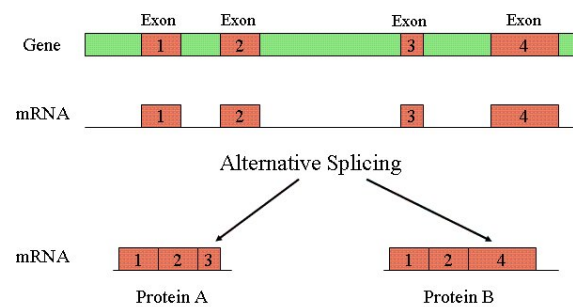 Exon Exon Exon Exon
Gene 1 2 3 4
mRNA 1 2 3 4
Alternative Splicing
mRNA 1 2 3 1 2 4
Protein A Protein B